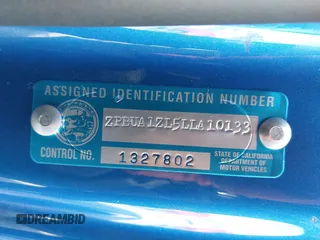 ASSIGNED IDENTIFICATION NUMBER
ZPBUA1ZL5LLA10133
CONTROL NO. 1327802
STATE OF CALIFORNIA
DEPARTMENT OF
MOTOR VEHICLES
DREAMBID